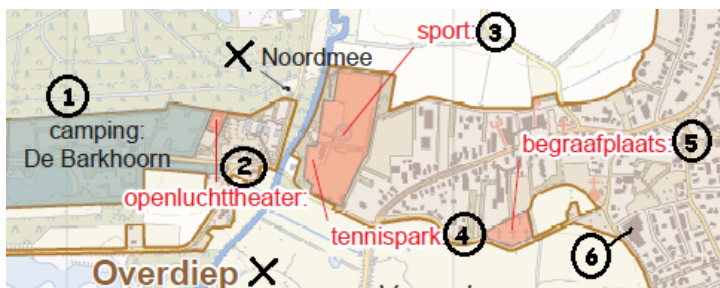 sport: 3
X Noordmee
1
camping:
De Barkhoorn
begraafplaats: 5
2
openluchttheater:
tennispark 4
6
Overdiep X